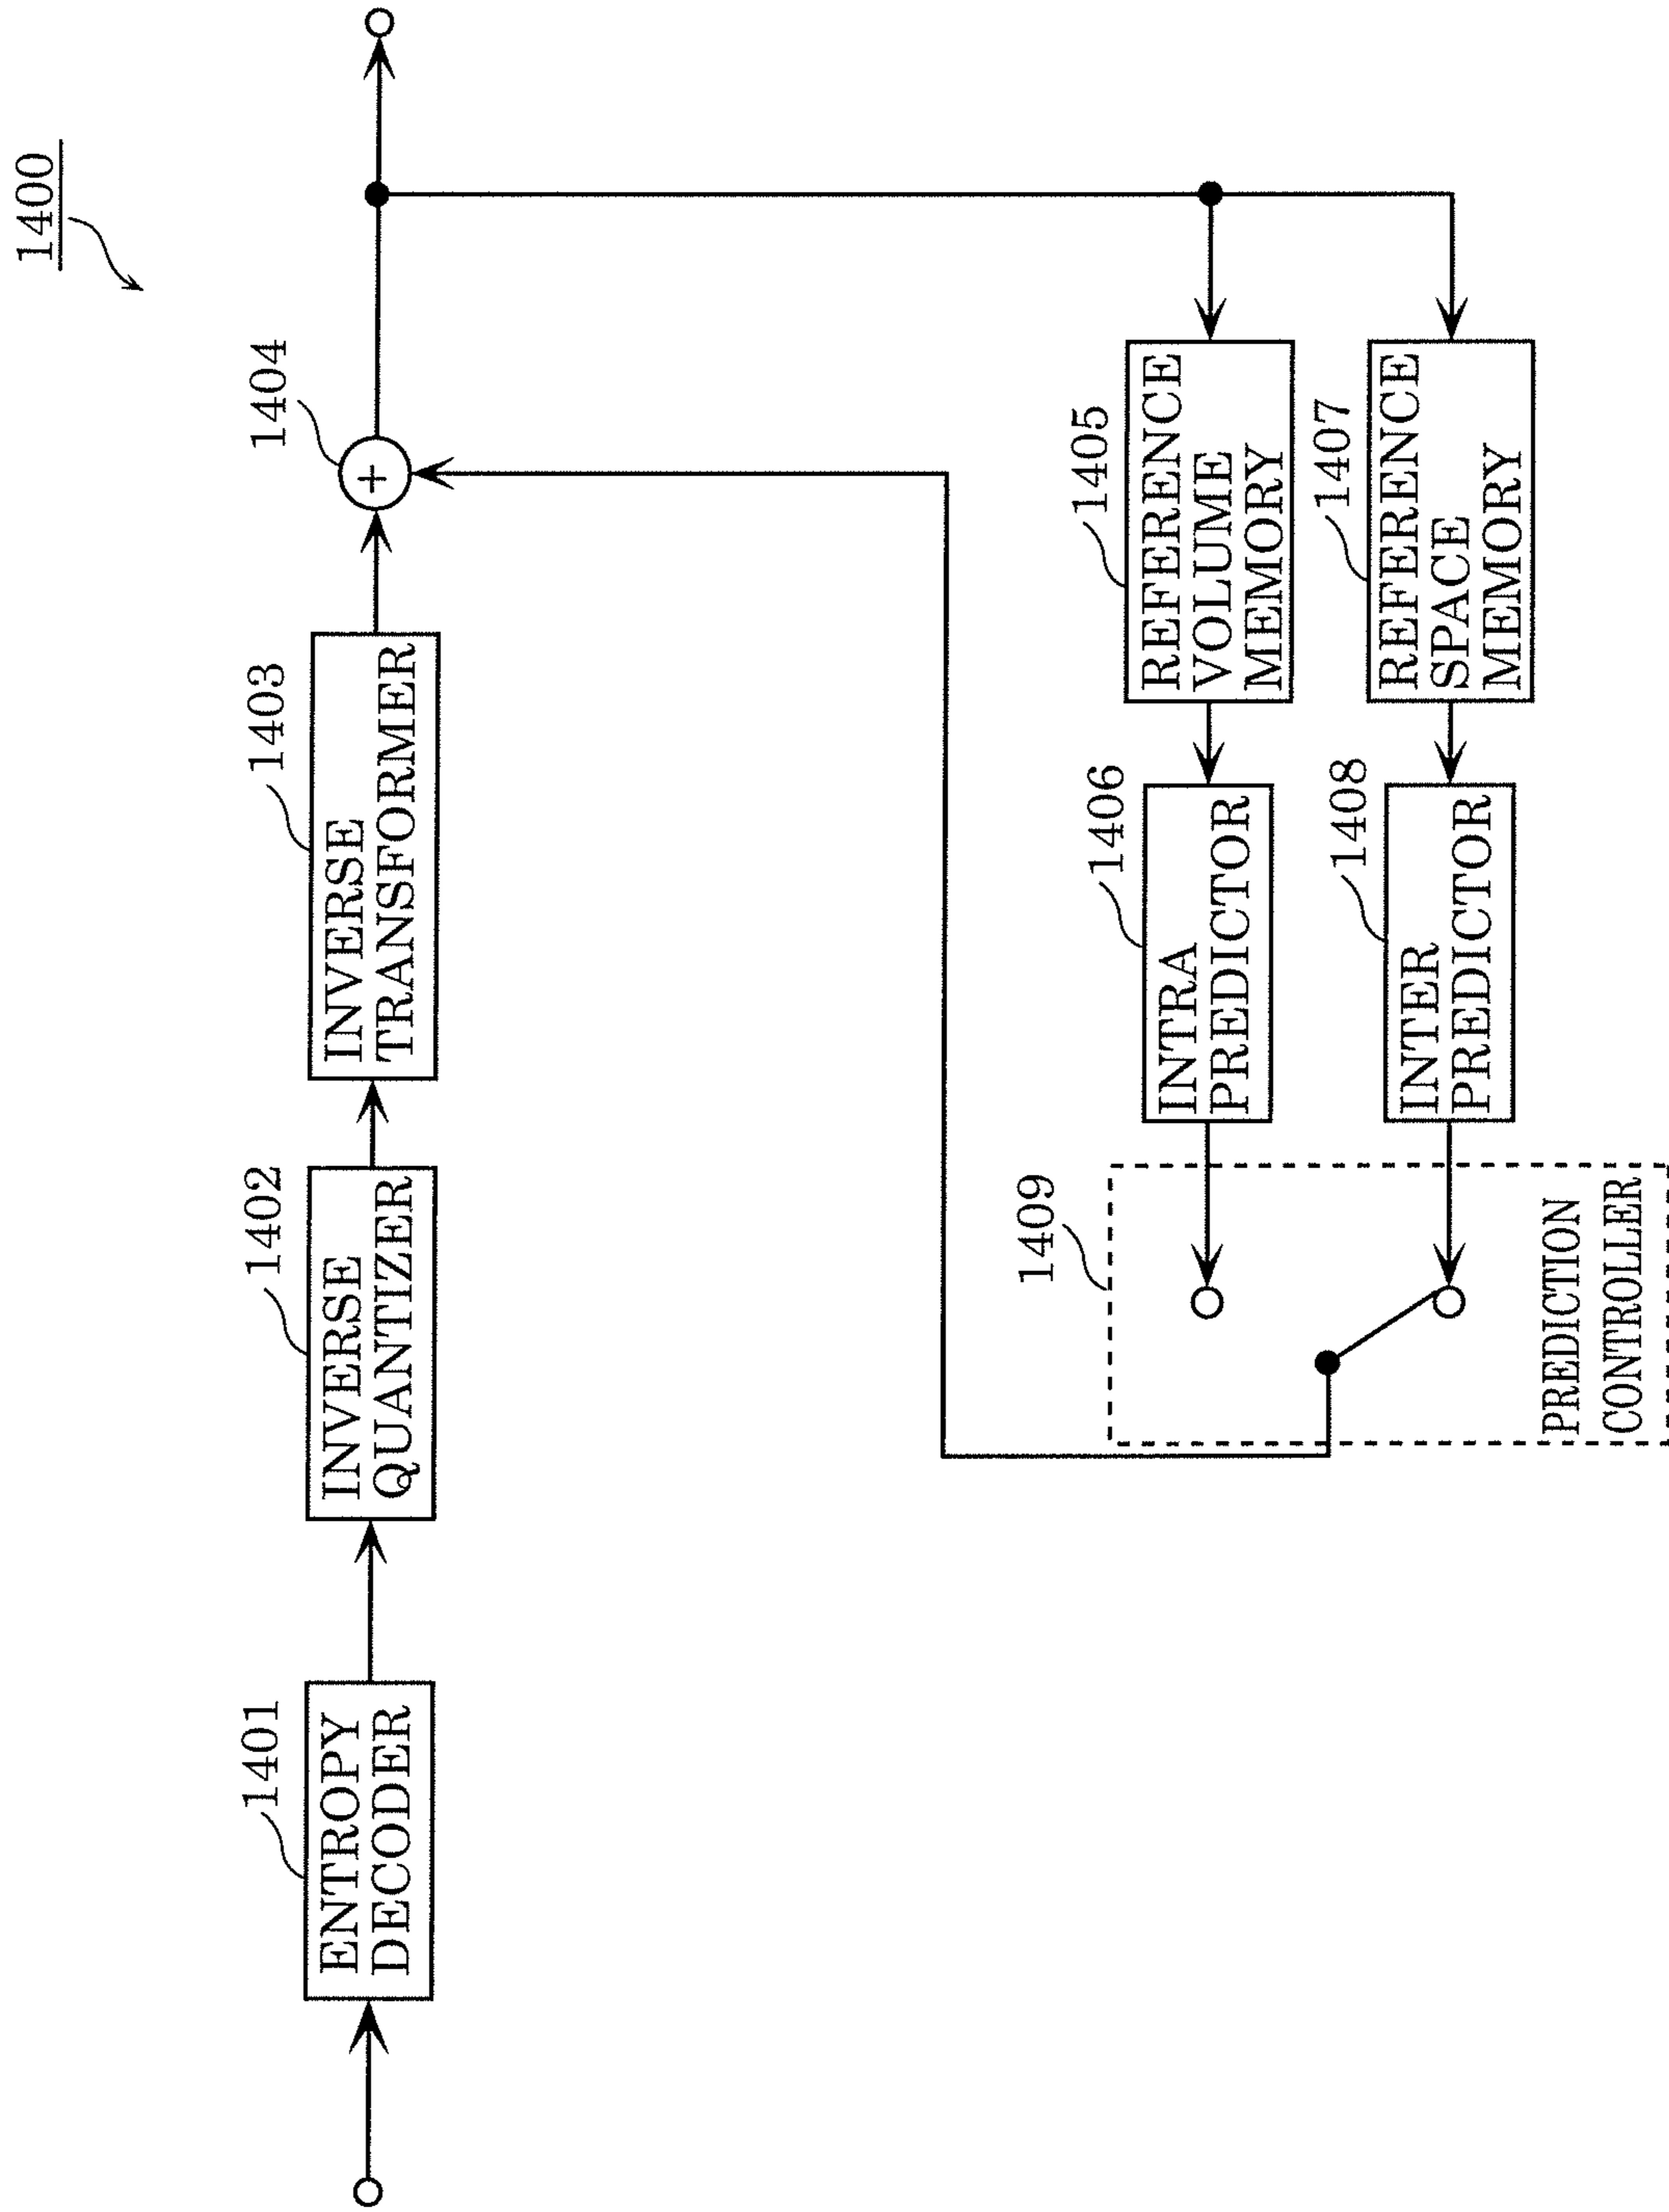 1400
1401
ENTROPY
DECODER
1402
INVERSE
QUANTIZER
1403
INVERSE
TRANSFORMER
1404
+
1409
PREDICTION
CONTROLLER
1406
INTRA
PREDICTOR
1405
REFERENCE
VOLUME
MEMORY
1408
INTER
PREDICTOR
1407
REFERENCE
SPACE
MEMORY